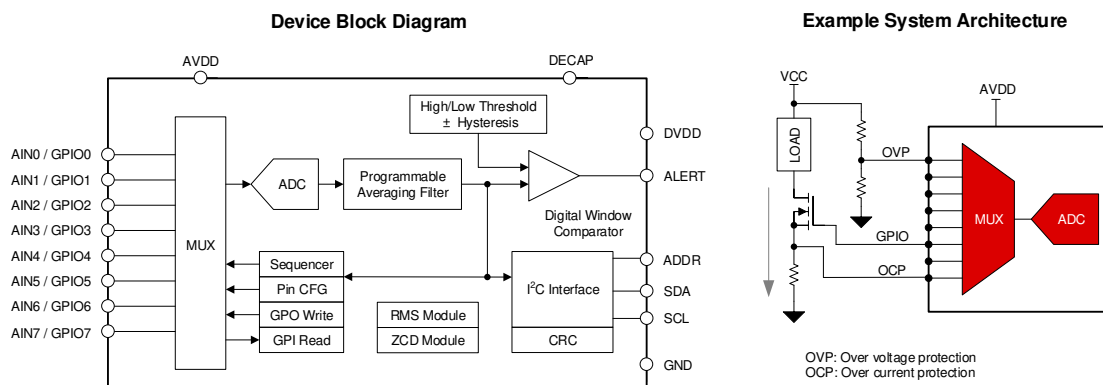 Device Block Diagram
Example System Architecture
AVDD
DECAP
High/Low Threshold
± Hysteresis
DVDD
AIN0 / GPIO0
AIN1 / GPIO1
AIN2 / GPIO2
AIN3 / GPIO3
AIN4 / GPIO4
AIN5 / GPIO5
AIN6 / GPIO6
AIN7 / GPIO7
MUX
ADC
Programmable
Averaging Filter
ALERT
Digital Window
Comparator
Sequencer
Pin CFG
GPO Write
GPI Read
RMS Module
ZCD Module
I²C Interface
CRC
ADDR
SDA
SCL
GND
VCC
AVDD
LOAD
OVP
MUX
ADC
GPIO
OCP
OVP: Over voltage protection
OCP: Over current protection